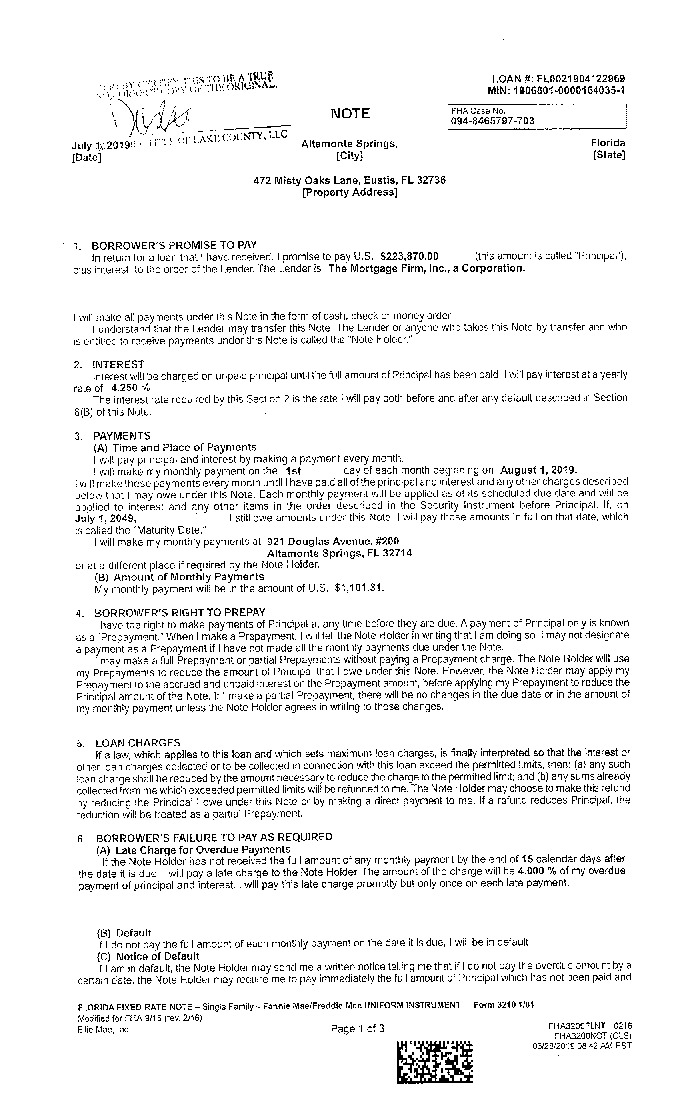 LOAN #: FL0021904122969
MIN: 1906801-0000164035-1
TO BE A TRUE
OF THE ORIGINAL.
NOTE
FHA Case No.
094-8465797-703
July 1, 2019
OF LAKE COUNTY, LLC
Altamonte Springs,
Florida
[Date]
[City]
[State]
472 Misty Oaks Lane, Eustis, FL 32736
[Property Address]
1. BORROWER'S PROMISE TO PAY
In return for a loan that I have received, I promise to pay U.S. $223,870.00 (this amount is called "Principal"),
plus interest, to the order of the Lender. The Lender is The Mortgage Firm, Inc., a Corporation.
I will make all payments under this Note in the form of cash, check or money order.
I understand that the Lender may transfer this Note. The Lender or anyone who takes this Note by transfer and who
is entitled to receive payments under this Note is called the "Note Holder."
2. INTEREST
Interest will be charged on unpaid principal until the full amount of Principal has been paid. I will pay interest at a yearly
rate of 4.250 %.
The interest rate required by this Section 2 is the rate I will pay both before and after any default described in Section
6(B) of this Note.
3. PAYMENTS
(A) Time and Place of Payments
I will pay principal and interest by making a payment every month.
I will make my monthly payment on the 1st day of each month beginning on August 1, 2019.
I will make these payments every month until I have paid all of the principal and interest and any other charges described
below that I may owe under this Note. Each monthly payment will be applied as of its scheduled due date and will be
applied to interest and any other items in the order described in the Security Instrument before Principal. If, on
July 1, 2049, I still owe amounts under this Note, I will pay those amounts in full on that date, which
is called the "Maturity Date."
I will make my monthly payments at 921 Douglas Avenue, #200
Altamonte Springs, FL 32714
or at a different place if required by the Note Holder.
(B) Amount of Monthly Payments
My monthly payment will be in the amount of U.S. $1,101.31.
4. BORROWER'S RIGHT TO PREPAY
I have the right to make payments of Principal at any time before they are due. A payment of Principal only is known
as a "Prepayment." When I make a Prepayment, I will tell the Note Holder in writing that I am doing so. I may not designate
a payment as a Prepayment if I have not made all the monthly payments due under the Note.
I may make a full Prepayment or partial Prepayments without paying a Prepayment charge. The Note Holder will use
my Prepayments to reduce the amount of Principal that I owe under this Note. However, the Note Holder may apply my
Prepayment to the accrued and unpaid interest on the Prepayment amount, before applying my Prepayment to reduce the
Principal amount of the Note. If I make a partial Prepayment, there will be no changes in the due date or in the amount of
my monthly payment unless the Note Holder agrees in writing to those changes.
5. LOAN CHARGES
If a law, which applies to this loan and which sets maximum loan charges, is finally interpreted so that the interest or
other loan charges collected or to be collected in connection with this loan exceed the permitted limits, then: (a) any such
loan charge shall be reduced by the amount necessary to reduce the charge to the permitted limit; and (b) any sums already
collected from me which exceeded permitted limits will be refunded to me. The Note Holder may choose to make this refund
by reducing the Principal I owe under this Note or by making a direct payment to me. If a refund reduces Principal, the
reduction will be treated as a partial Prepayment.
6. BORROWER'S FAILURE TO PAY AS REQUIRED
(A) Late Charge for Overdue Payments
If the Note Holder has not received the full amount of any monthly payment by the end of 15 calendar days after
the date it is due, I will pay a late charge to the Note Holder. The amount of the charge will be 4.000 % of my overdue
payment of principal and interest. I will pay this late charge promptly but only once on each late payment.
(B) Default
If I do not pay the full amount of each monthly payment on the date it is due, I will be in default.
(C) Notice of Default
If I am in default, the Note Holder may send me a written notice telling me that if I do not pay the overdue amount by a
certain date, the Note Holder may require me to pay immediately the full amount of Principal which has not been paid and
FLORIDA FIXED RATE NOTE – Single Family – Fannie Mae/Freddie Mac UNIFORM INSTRUMENT Form 3210 1/01
Modified for FHA 9/15 (rev. 2/16)
Ellie Mae, Inc.
Page 1 of 3
FHA3200FLNT 0216
FHA3200NOT (CLS)
06/28/2019 08:42 AM PST